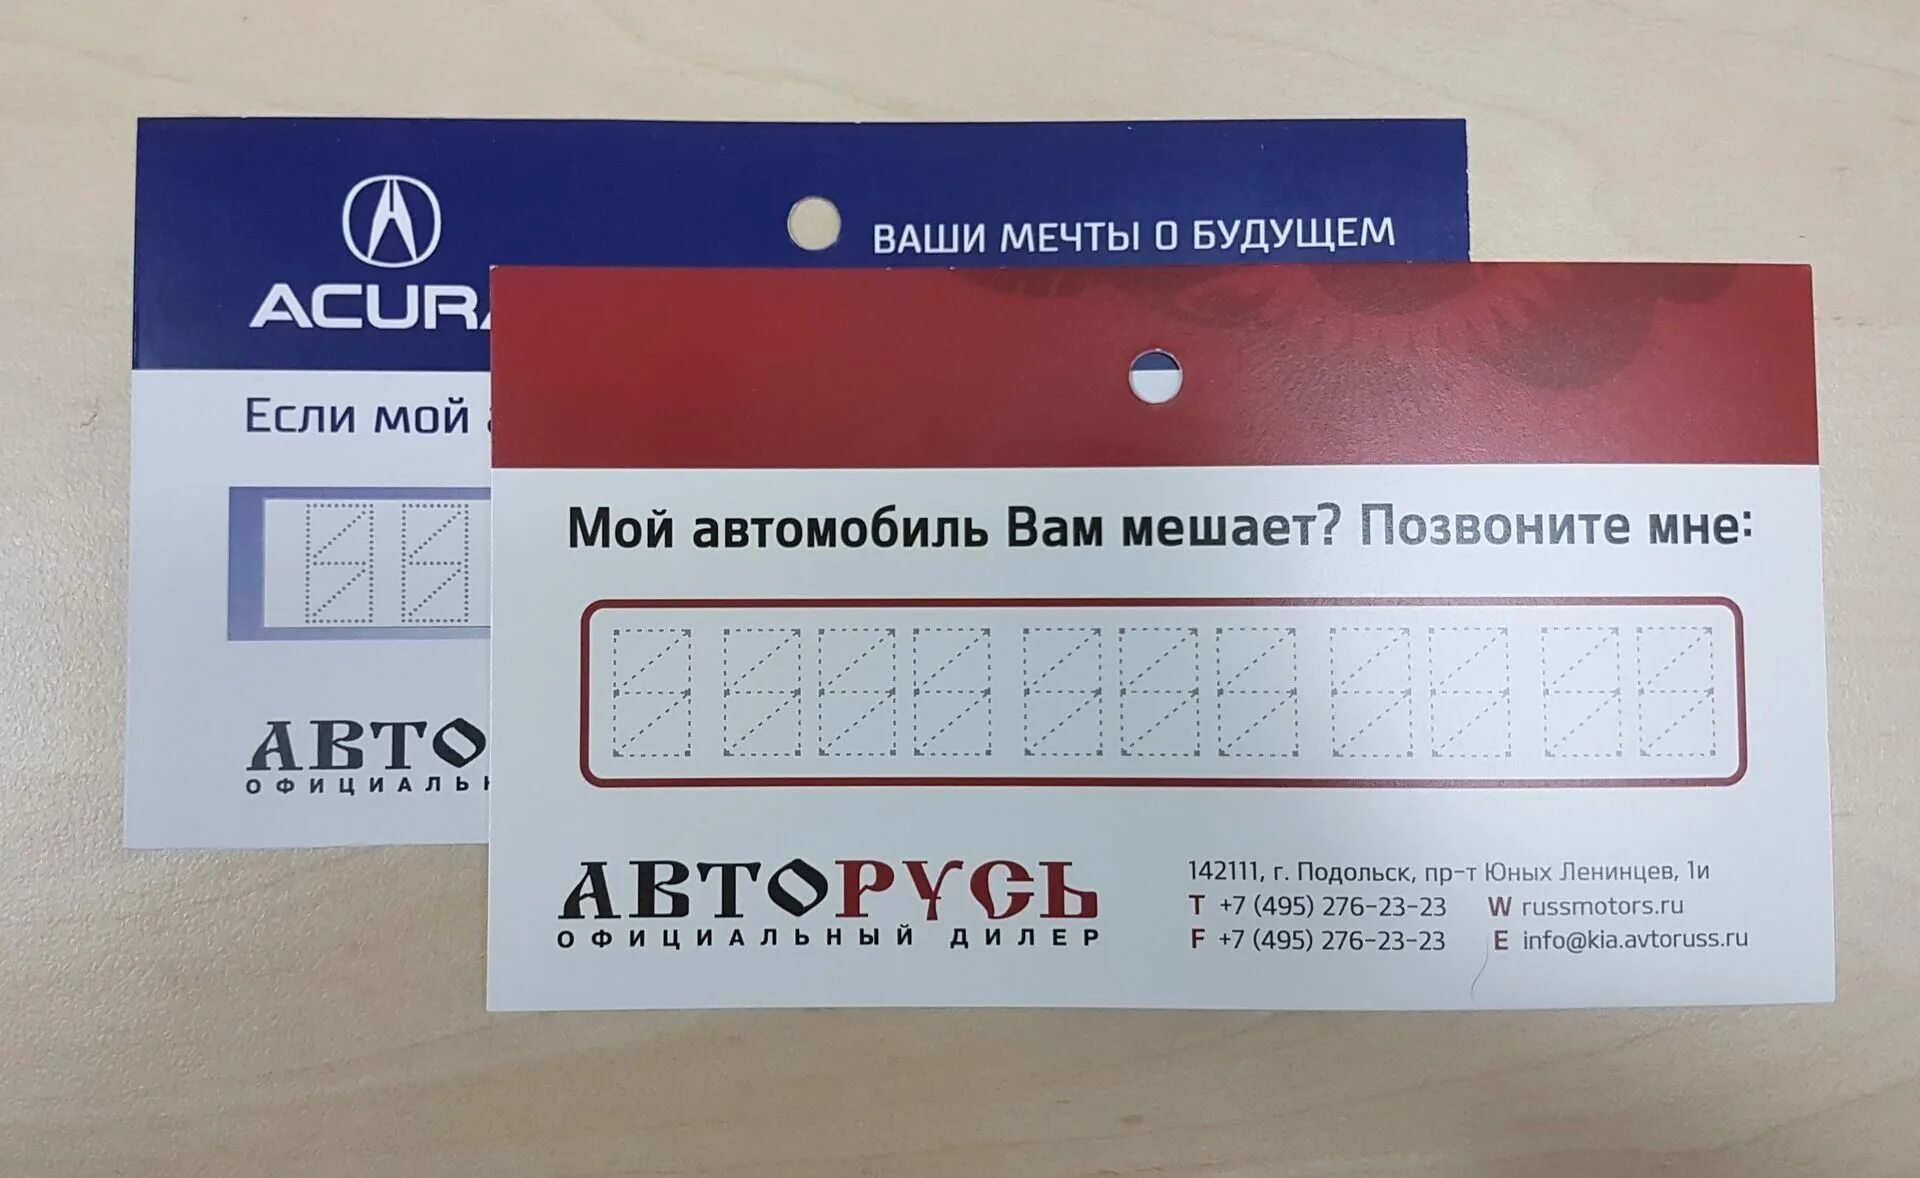 ACURA
ВАШИ МЕЧТЫ О БУДУЩЕМ
Если мой
АВТО
ОФИЦИАЛЬН
Мой автомобиль Вам мешает? Позвоните мне:
АВТОРУСЬ
ОФИЦИАЛЬНЫЙ ДИЛЕР
142111, г. Подольск, пр-т Юных Ленинцев, 1и
T +7 (495) 276-23-23 W russmotors.ru
F +7 (495) 276-23-23 E info@kia.avtoruss.ru